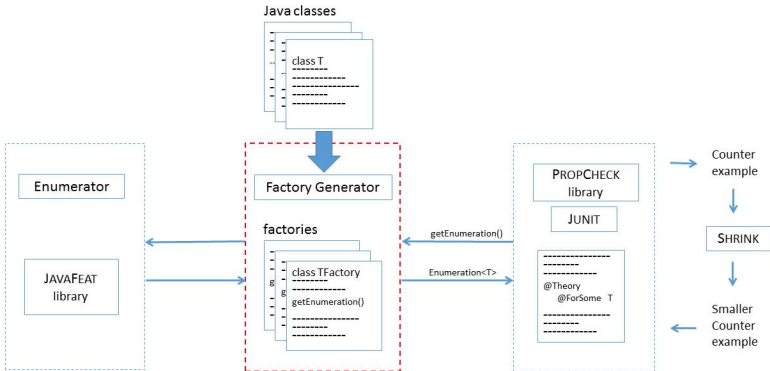 Java classes
class T
Enumerator
JAVAFEAT
library
Factory Generator
factories
g
g
class TFactory
getEnumeration()
getEnumeration()
Enumeration<T>
PROPCHECK
library
JUNIT
@Theory
@ForSome T
Counter
example
SHRINK
Smaller
Counter
example